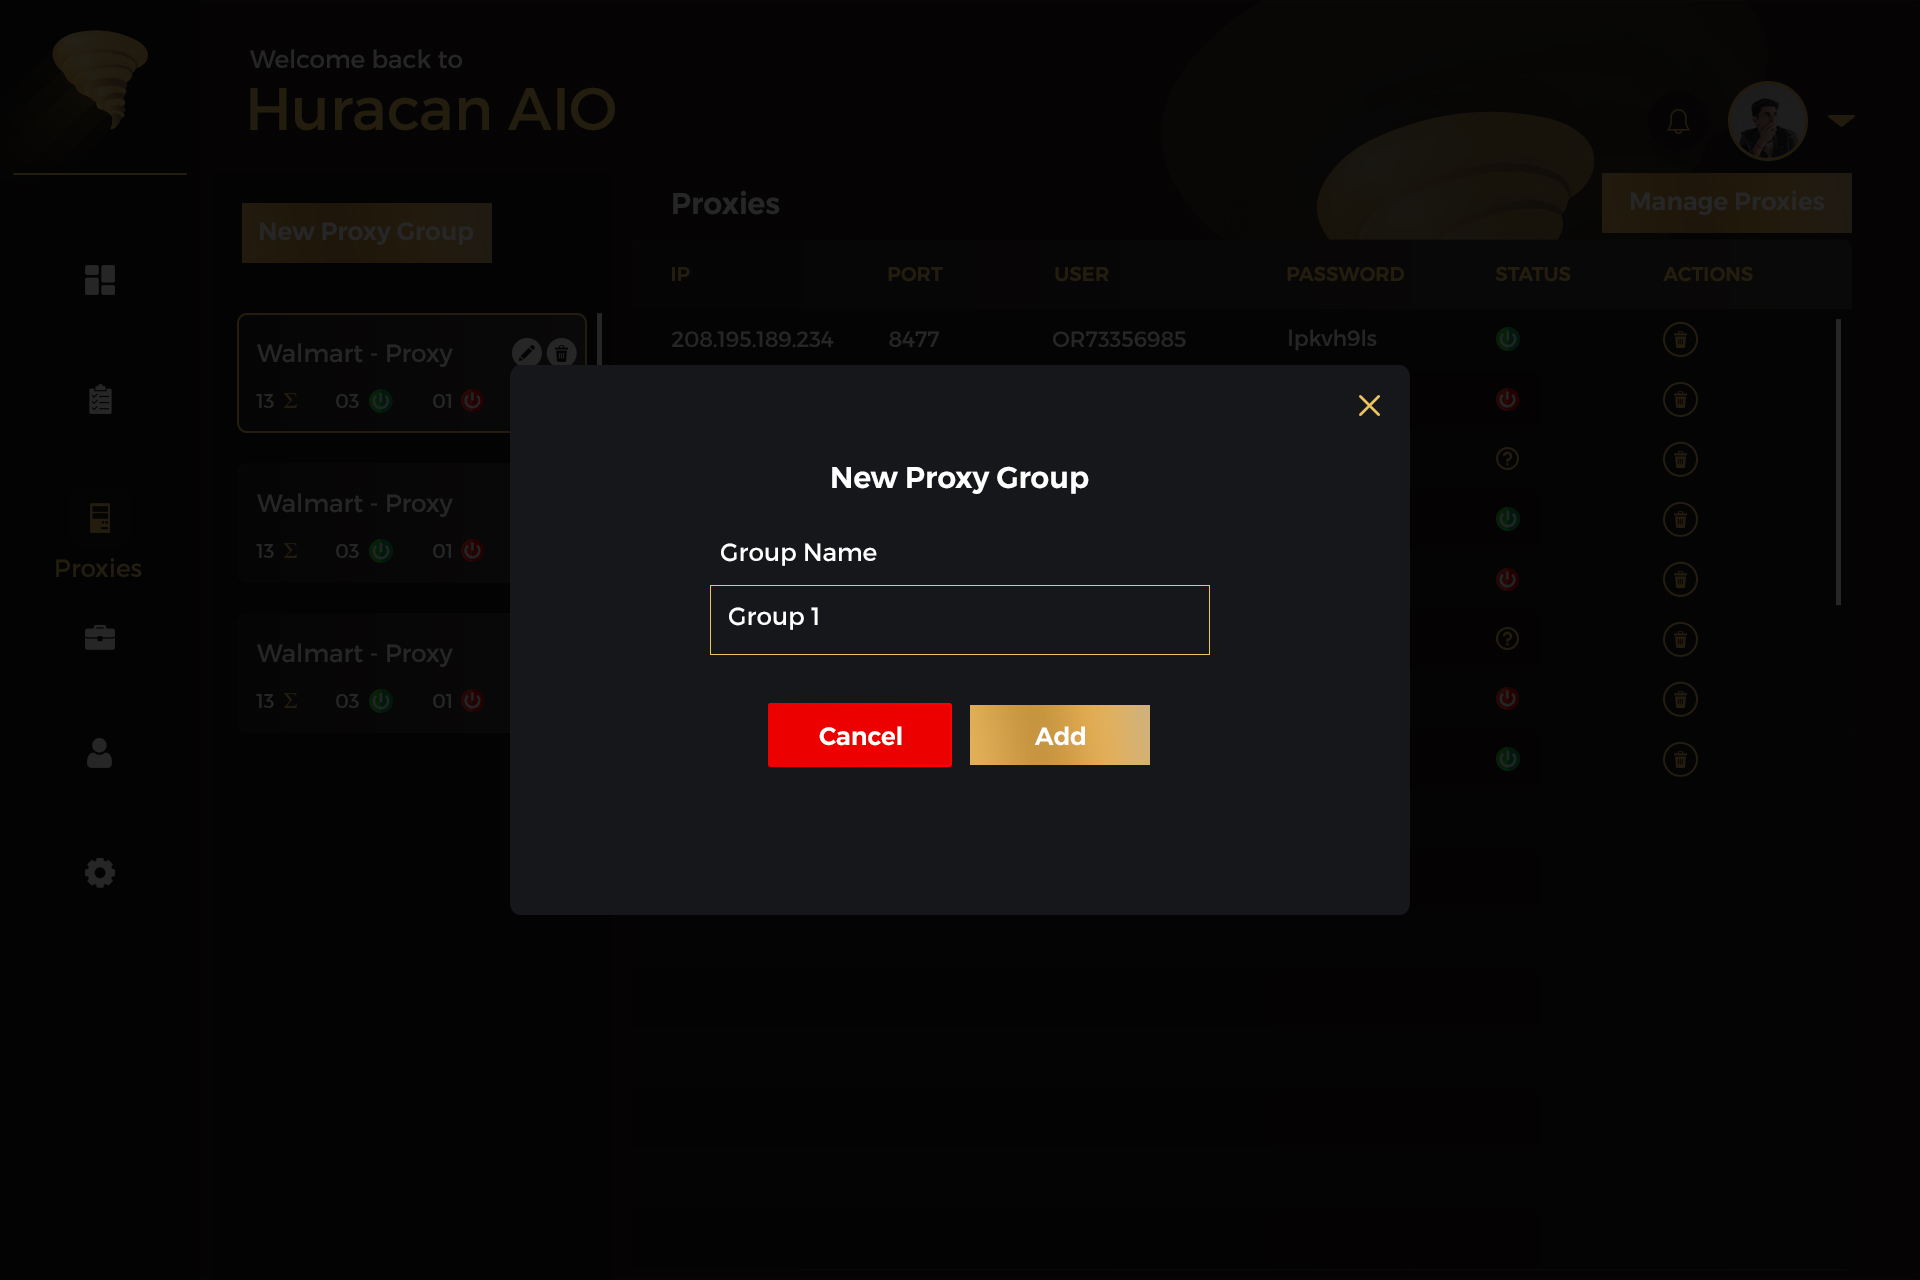 Welcome back to
Huracan AIO
New Proxy Group
Proxies
Manage Proxies
IP PORT USER PASSWORD STATUS ACTIONS
208.195.189.234 8477 OR73356985 lpkvh9ls
Walmart - Proxy
13 Σ 03 01
Walmart - Proxy
13 Σ 03 01
Walmart - Proxy
13 Σ 03 01
Proxies
New Proxy Group
Group Name
Group 1
Cancel Add